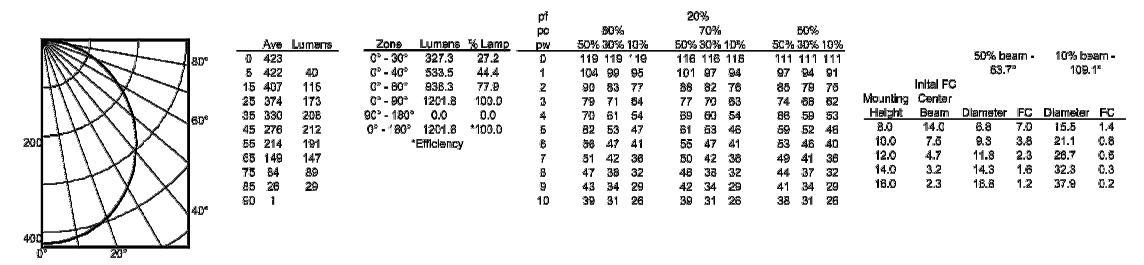 80°
60°
200
40°
400
0° 20°
Ave Lumens
0 423
5 422 40
15 407 116
25 374 173
35 330 208
45 276 212
55 214 191
65 149 147
75 84 89
85 26 29
90 1
Zone Lumens % Lamp
0° - 30° 327.3 27.2
0° - 40° 533.5 44.4
0° - 60° 936.3 77.9
0° - 90° 1201.8 100.0
90° - 180° 0.0 0.0
0° - 180° 1201.8 *100.0
*Efficiency
pf 20%
pc 80% 70% 50%
pw 50% 30% 10% 50% 30% 10% 50% 30% 10%
0 119 119 119 116 116 116 111 111 111
1 104 99 95 101 97 94 97 94 91
2 90 83 77 88 82 76 85 79 75
3 79 71 64 77 70 63 74 68 62
4 70 61 54 69 60 54 66 59 53
5 62 53 47 61 53 46 59 52 46
6 56 47 41 55 47 41 53 46 40
7 51 42 36 50 42 36 49 41 36
8 47 38 32 46 38 32 44 37 32
9 43 34 29 42 34 29 41 34 29
10 39 31 26 39 31 26 38 31 26
50% beam - 10% beam -
63.7° 109.1°
Inital FC
Mounting Center
Height Beam Diameter FC Diameter FC
8.0 14.0 6.8 7.0 15.5 1.4
10.0 7.5 9.3 3.8 21.1 0.8
12.0 4.7 11.8 2.3 26.7 0.5
14.0 3.2 14.3 1.6 32.3 0.3
16.0 2.3 16.8 1.2 37.9 0.2